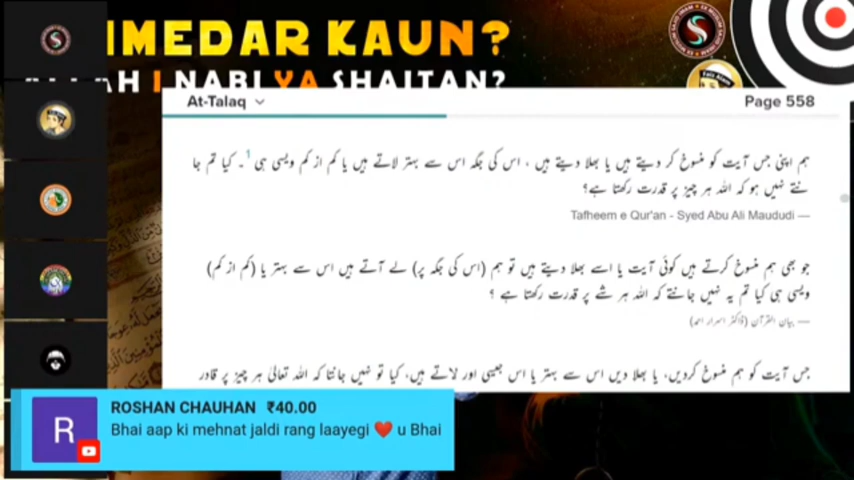 IMEDAR KAUN?
LLAH I NABI YA SHAITAN?
At-Talaq
Page 558
ہم اپنی جس آیت کو منسوخ کر دیتے ہیں یا بھلا دیتے ہیں ، اس کی جگہ اس سے بہتر لاتے ہیں یا کم از کم ویسی ہی 1۔ کیا تم جا
نتے نہیں ہو کہ اللہ ہر چیز پر قدرت رکھتا ہے؟
Tafheem e Qur'an - Syed Abu Ali Maududi —
جو بھی ہم منسوخ کرتے ہیں کوئی آیت یا اسے بھلا دیتے ہیں تو ہم (اس کی جگہ پر) لے آتے ہیں اس سے بہتر یا (کم از کم)
ویسی ہی کیا تم یہ نہیں جانتے کہ اللہ ہر شے پر قدرت رکھتا ہے ؟
— بیان القرآن (ڈاکٹر اسرار احمد)
جس آیت کو ہم منسوخ کردیں، یا بھلا دیں اس سے بہتر یا اس جیسی اور لاتے ہیں، کیا تو نہیں جانتا کہ اللہ تعالیٰ ہر چیز پر قادر
R
ROSHAN CHAUHAN ₹40.00
Bhai aap ki mehnat jaldi rang laayegi ❤️ u Bhai